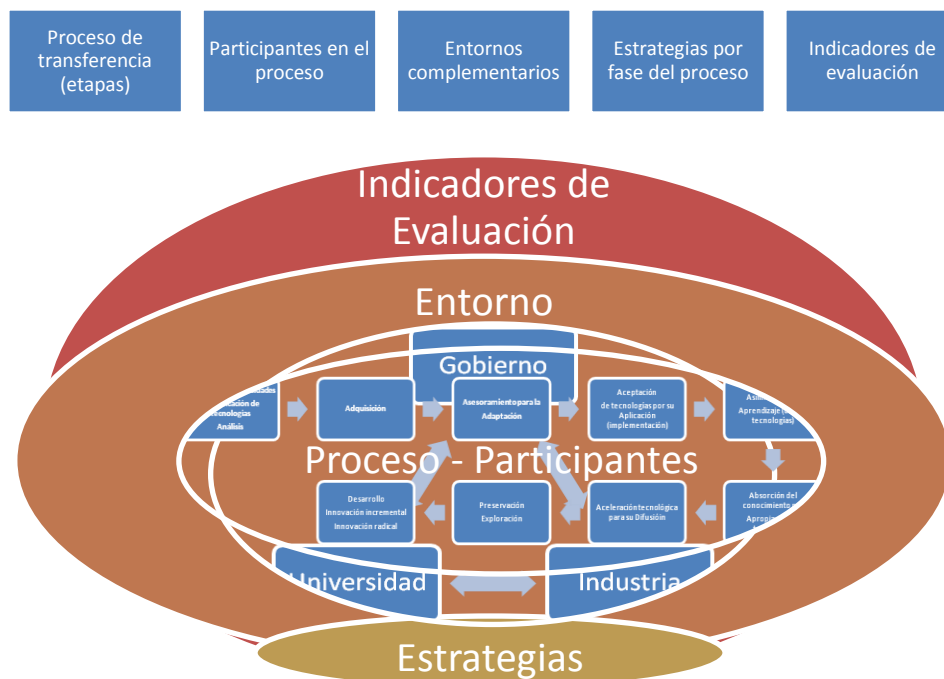 Proceso de
transferencia
(etapas)
Participantes en el
proceso
Entornos
complementarios
Estrategias por
fase del proceso
Indicadores de
evaluación
Indicadores de
Evaluación
Entorno
Gobierno
tecnologías
Análisis
Adquisición
Asesoramiento para la
Adaptación
Aceptación
de tecnologías por su
Aplicación
(implementación)
Aprendizaje
tecnologías)
Proceso - Participantes
Desarrollo
Innovación incremental
Innovación radical
Preservación
Exploración
Aceleración tecnológica
para su Difusión
Absorción del
conocimiento
Universidad
Industria
Estrategias